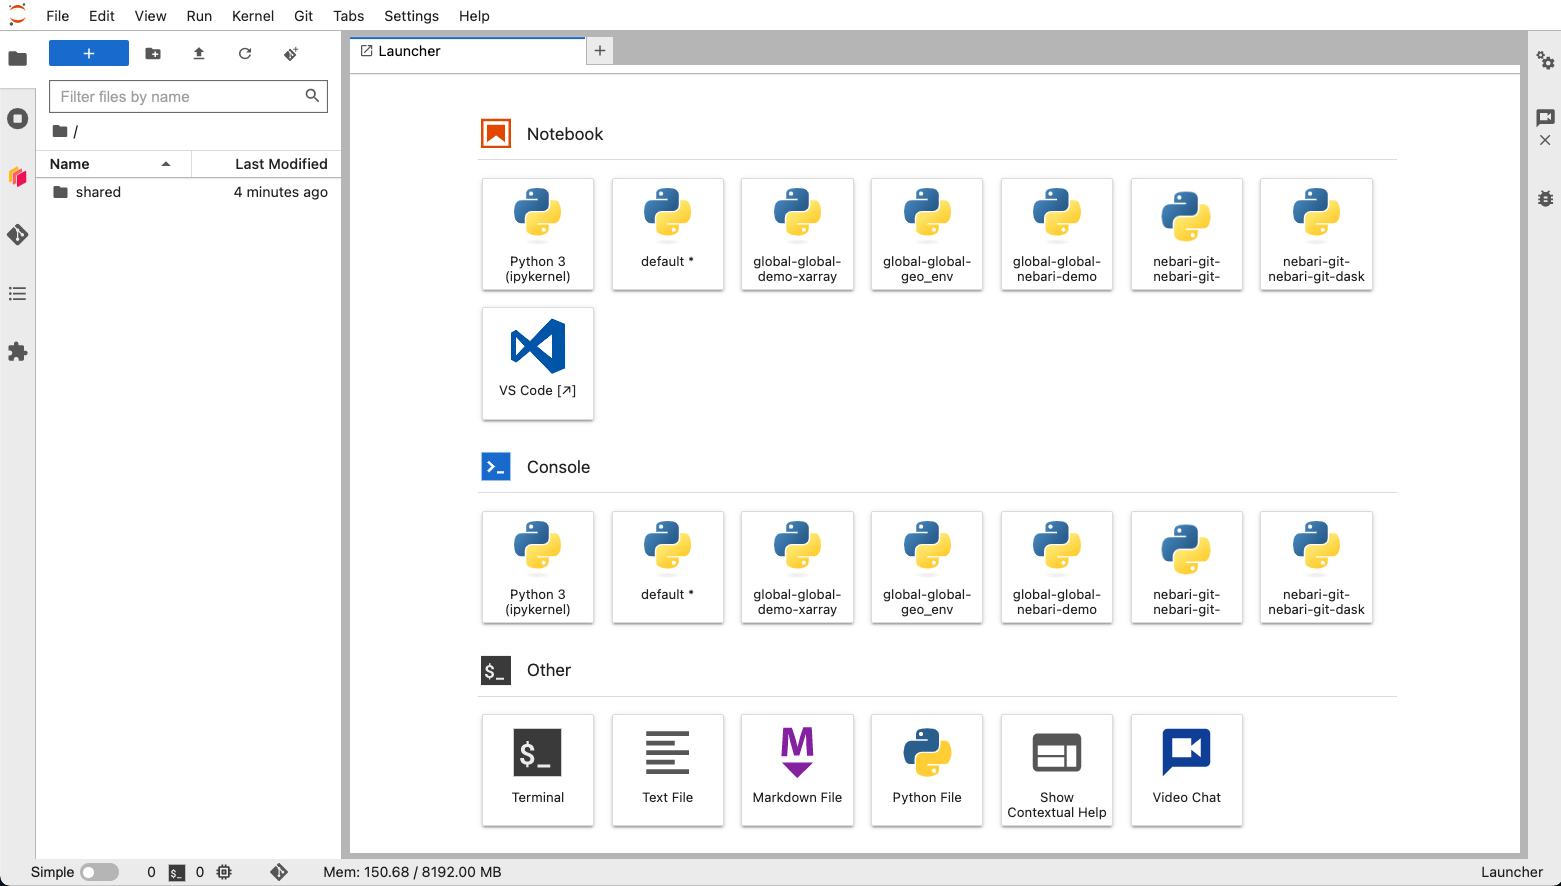 File Edit View Run Kernel Git Tabs Settings Help
+
Filter files by name
/
Name Last Modified
shared 4 minutes ago
Launcher +
Notebook
Python 3
(ipykernel)
default *
global-global-
demo-xarray
global-global-
geo_env
global-global-
nebari-demo
nebari-git-
nebari-git-
nebari-git-
nebari-git-dask
VS Code [↗]
>_ Console
Python 3
(ipykernel)
default *
global-global-
demo-xarray
global-global-
geo_env
global-global-
nebari-demo
nebari-git-
nebari-git-
nebari-git-
nebari-git-dask
$_ Other
$_
Terminal
Text File
M
Markdown File
Python File
Show
Contextual Help
Video Chat
Simple 0 $_ 0 Mem: 150.68 / 8192.00 MB Launcher